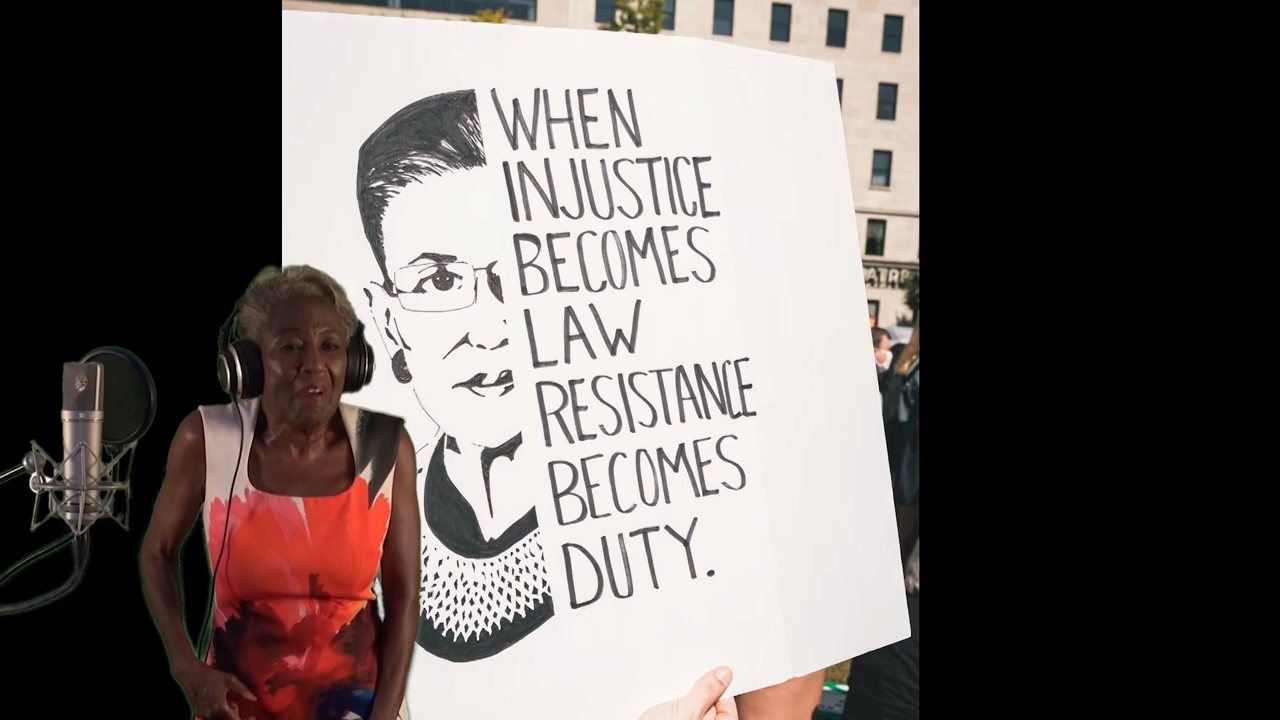 WHEN
INJUSTICE
BECOMES
LAW
RESISTANCE
BECOMES
DUTY.